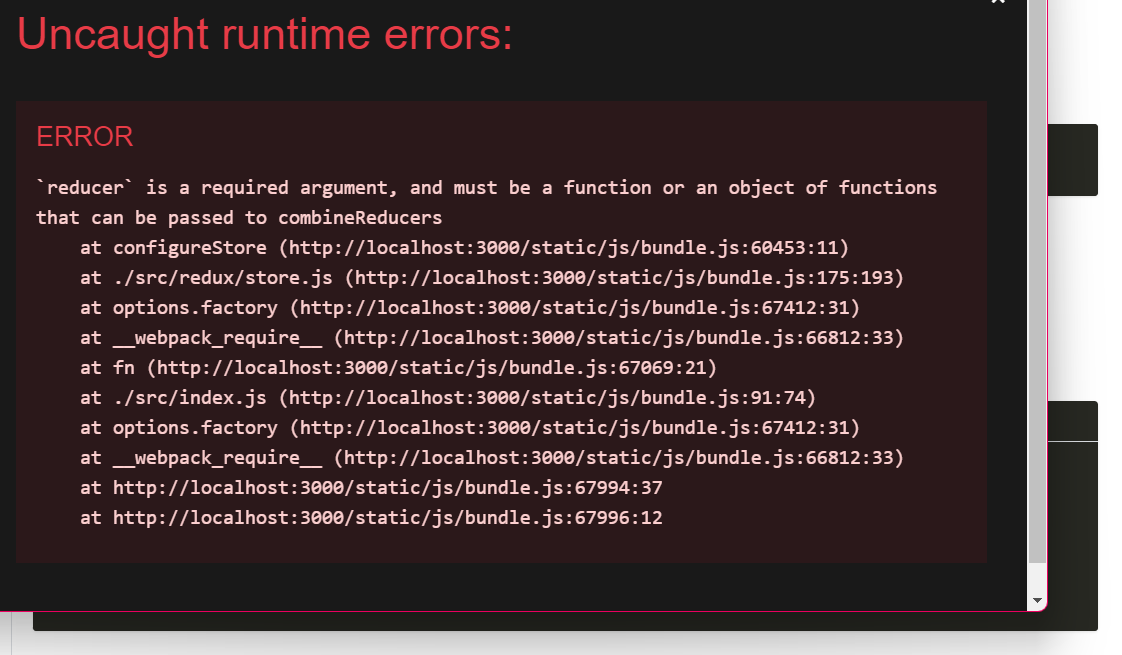 Uncaught runtime errors:
ERROR
`reducer` is a required argument, and must be a function or an object of functions
that can be passed to combineReducers
at configureStore (http://localhost:3000/static/js/bundle.js:60453:11)
at ./src/redux/store.js (http://localhost:3000/static/js/bundle.js:175:193)
at options.factory (http://localhost:3000/static/js/bundle.js:67412:31)
at __webpack_require__ (http://localhost:3000/static/js/bundle.js:66812:33)
at fn (http://localhost:3000/static/js/bundle.js:67069:21)
at ./src/index.js (http://localhost:3000/static/js/bundle.js:91:74)
at options.factory (http://localhost:3000/static/js/bundle.js:67412:31)
at __webpack_require__ (http://localhost:3000/static/js/bundle.js:66812:33)
at http://localhost:3000/static/js/bundle.js:67994:37
at http://localhost:3000/static/js/bundle.js:67996:12